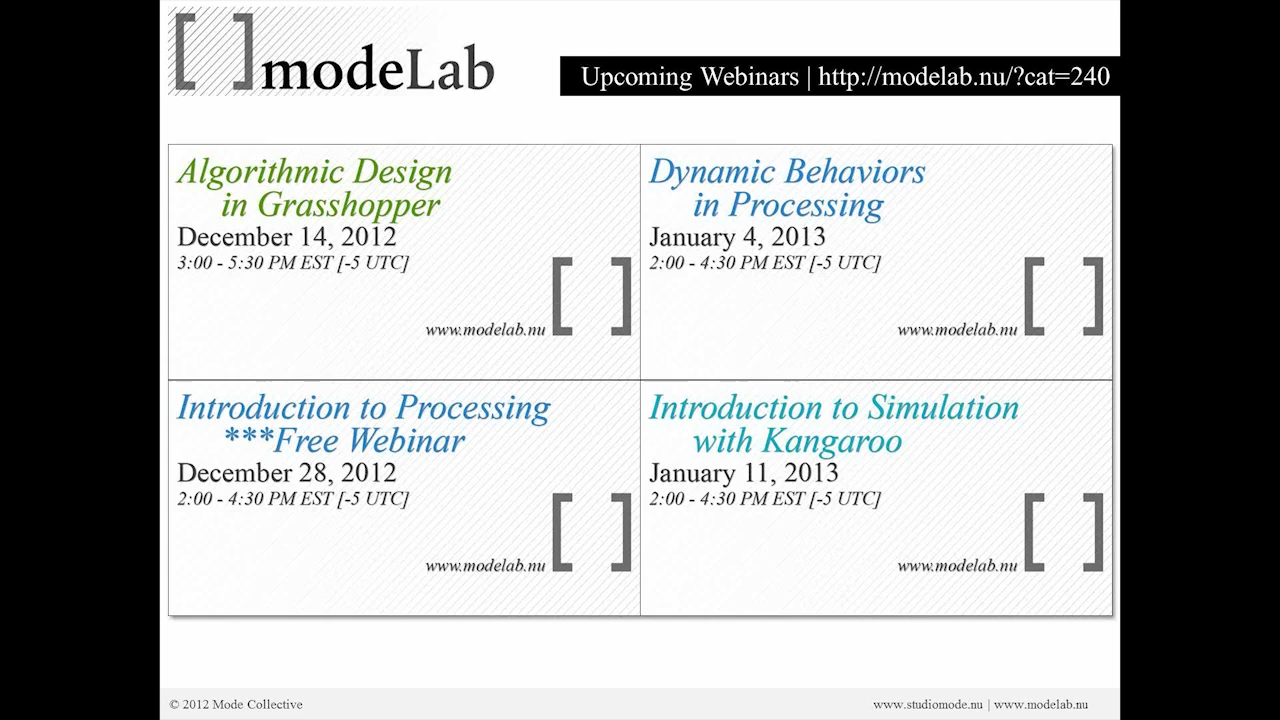 [ ] modeLab
Upcoming Webinars | http://modelab.nu/?cat=240
Algorithmic Design
in Grasshopper
December 14, 2012
3:00 - 5:30 PM EST [-5 UTC]
www.modelab.nu [ ]
Dynamic Behaviors
in Processing
January 4, 2013
2:00 - 4:30 PM EST [-5 UTC]
www.modelab.nu [ ]
Introduction to Processing
***Free Webinar
December 28, 2012
2:00 - 4:30 PM EST [-5 UTC]
www.modelab.nu [ ]
Introduction to Simulation
with Kangaroo
January 11, 2013
2:00 - 4:30 PM EST [-5 UTC]
www.modelab.nu [ ]
© 2012 Mode Collective
www.studiomode.nu | www.modelab.nu